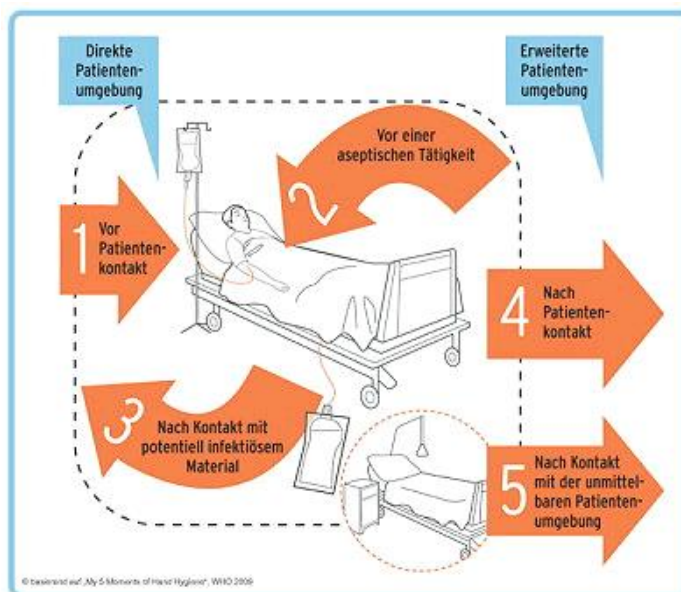 Direkte
Patienten-
umgebung
Erweiterte
Patienten-
umgebung
2
Vor einer
aseptischen Tätigkeit
1
Vor
Patienten-
kontakt
4
Nach
Patienten-
kontakt
3
Nach Kontakt mit
potentiell infektiösem
Material
5
Nach Kontakt
mit der unmittel-
baren Patienten-
umgebung
© basierend auf „My 5 Moments of Hand Hygiene“, WHO 2009